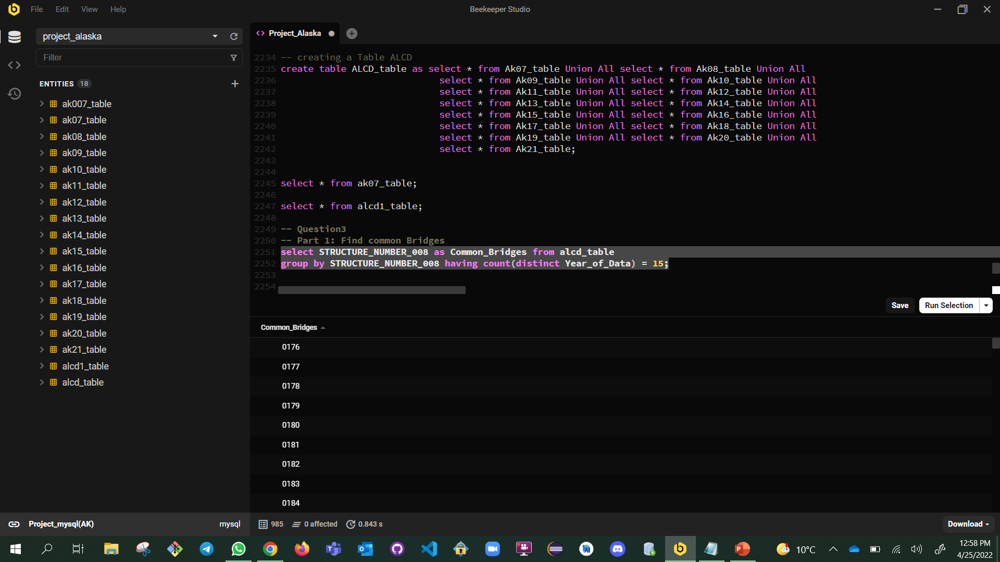 File Edit View Help
Beekeeper Studio
project_alaska
Filter
ENTITIES 18
ak007_table
ak07_table
ak08_table
ak09_table
ak10_table
ak11_table
ak12_table
ak13_table
ak14_table
ak15_table
ak16_table
ak17_table
ak18_table
ak19_table
ak20_table
ak21_table
alcd1_table
alcd_table
Project_mysql(AK) mysql
<> Project_Alaska
2234 -- creating a Table ALCD
2235 create table ALCD_table as select * from Ak07_table Union All select * from Ak08_table Union All
2236 select * from Ak09_table Union All select * from Ak10_table Union All
2237 select * from Ak11_table Union All select * from Ak12_table Union All
2238 select * from Ak13_table Union All select * from Ak14_table Union All
2239 select * from Ak15_table Union All select * from Ak16_table Union All
2240 select * from Ak17_table Union All select * from Ak18_table Union All
2241 select * from Ak19_table Union All select * from Ak20_table Union All
2242 select * from Ak21_table;
2243
2244
2245 select * from ak07_table;
2246
2247 select * from alcd1_table;
2248
2249 -- Question3
2250 -- Part 1: Find common Bridges
2251 select STRUCTURE_NUMBER_008 as Common_Bridges from alcd_table
2252 group by STRUCTURE_NUMBER_008 having count(distinct Year_of_Data) = 15;
2253
2254
Save Run Selection
Common_Bridges
0176
0177
0178
0179
0180
0181
0182
0183
0184
985 0 affected 0.843 s
Download
10°C
12:58 PM
4/25/2022